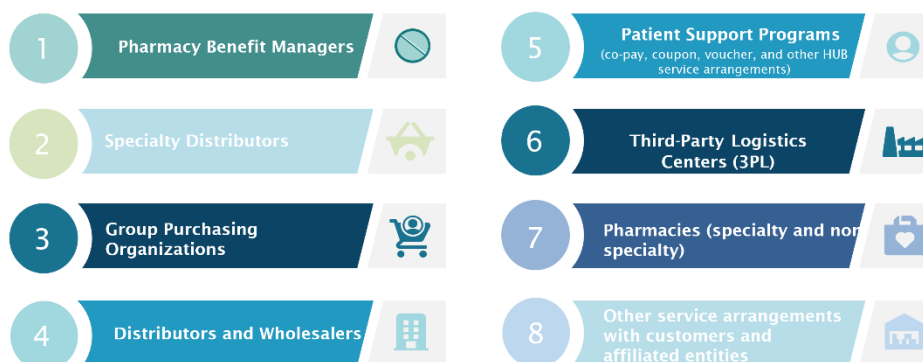 1
Pharmacy Benefit Managers
2
Specialty Distributors
3
Group Purchasing
Organizations
4
Distributors and Wholesalers
5
Patient Support Programs
(co-pay, coupon, voucher, and other HUB
service arrangements)
6
Third-Party Logistics
Centers (3PL)
7
Pharmacies (specialty and non
specialty)
8
Other service arrangements
with customers and
affiliated entities